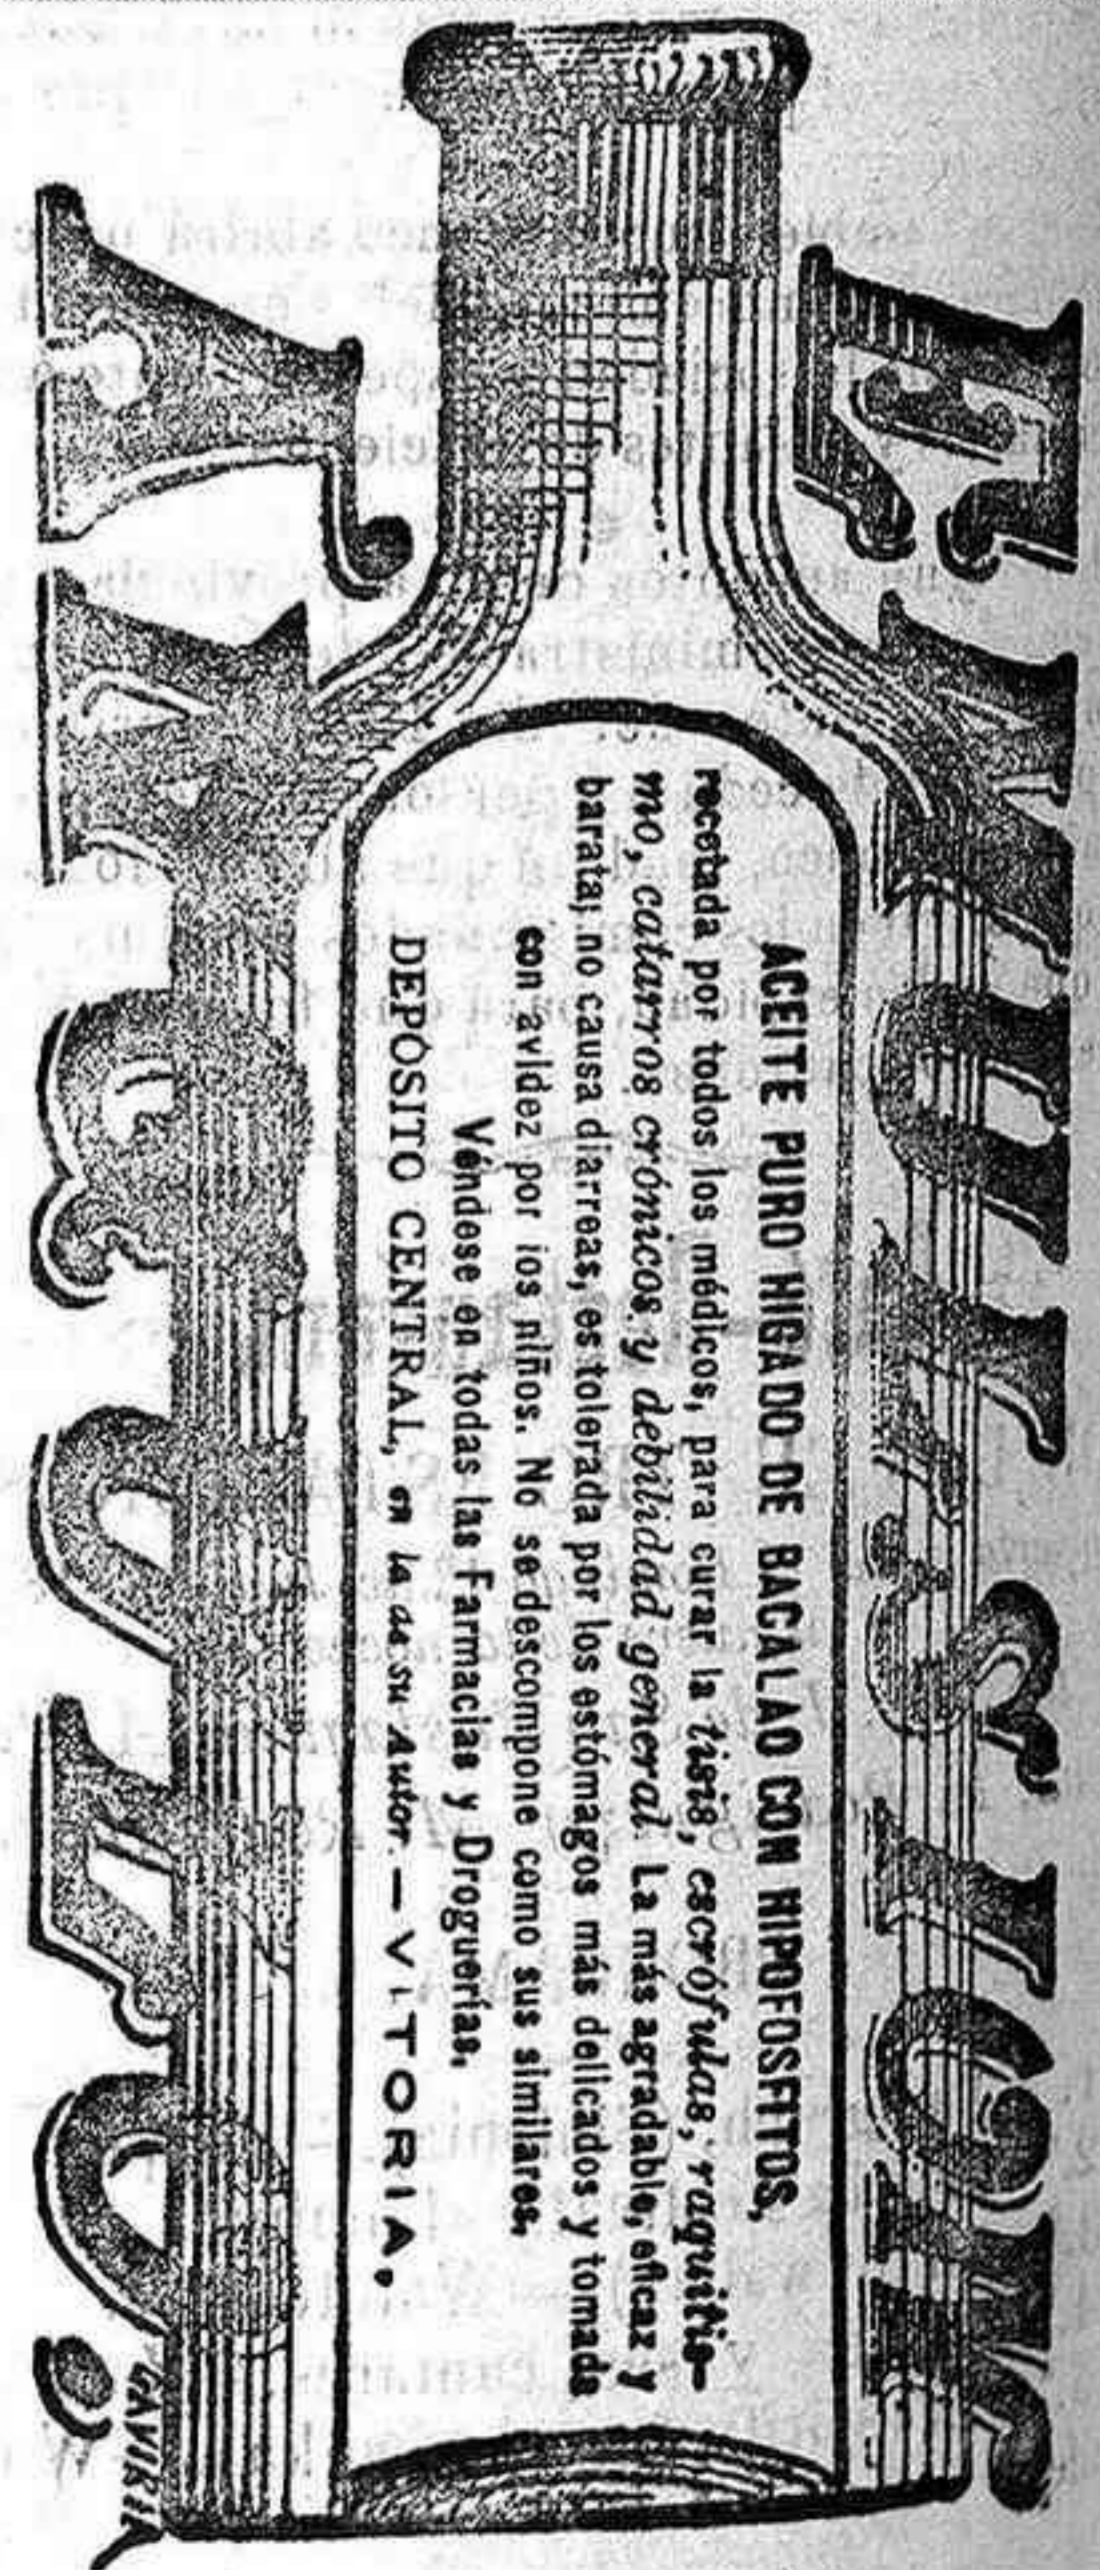 EMULSION
ACEITE PURO HIGADO DE BACALAO CON HIPOFOSFITOS,
recetada por todos los médicos, para curar la tisis, escrófulas, raquitis-
mo, catarros crónicos y debilidad general. La más agradable, eficaz y
barata; no causa diarreas, es tolerada por los estómagos más delicados y tomada
con avidez por los niños. No se descompone como sus similares.
Véndese en todas las Farmacias y Droguerías.
DEPÓSITO CENTRAL, en la de su Autor.—VITORIA.